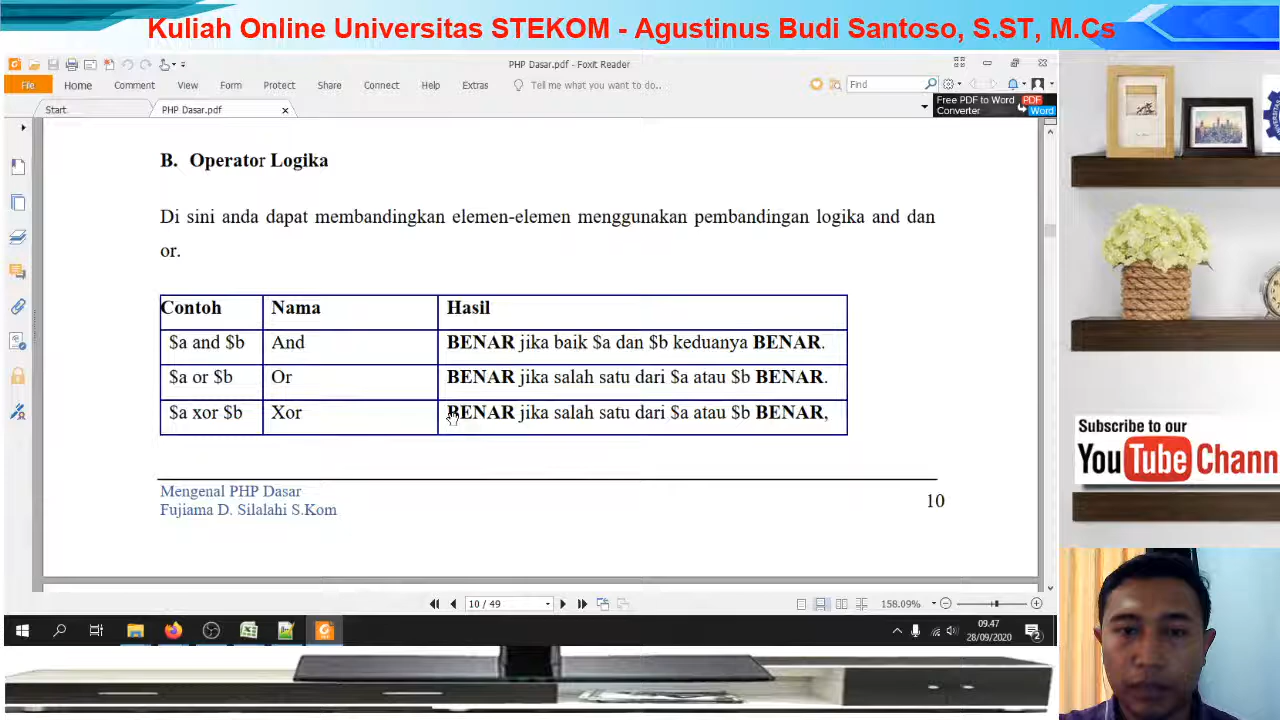 Kuliah Online Universitas STEKOM - Agustinus Budi Santoso, S.ST, M.Cs
PHP Dasar.pdf - Foxit Reader
File Home Comment View Form Protect Share Connect Help Extras Tell me what you want to do.. Find
Start PHP Dasar.pdf
Free PDF to Word
Converter
PDF
Word
B. Operator Logika
Di sini anda dapat membandingkan elemen-elemen menggunakan pembandingan logika and dan
or.
Contoh Nama Hasil
$a and $b And BENAR jika baik $a dan $b keduanya BENAR.
$a or $b Or BENAR jika salah satu dari $a atau $b BENAR.
$a xor $b Xor BENAR jika salah satu dari $a atau $b BENAR,
Mengenal PHP Dasar
Fujiama D. Silalahi S.Kom
10
10 / 49
158.09%
09.47
28/09/2020
2
Subscribe to our
YouTube Chann